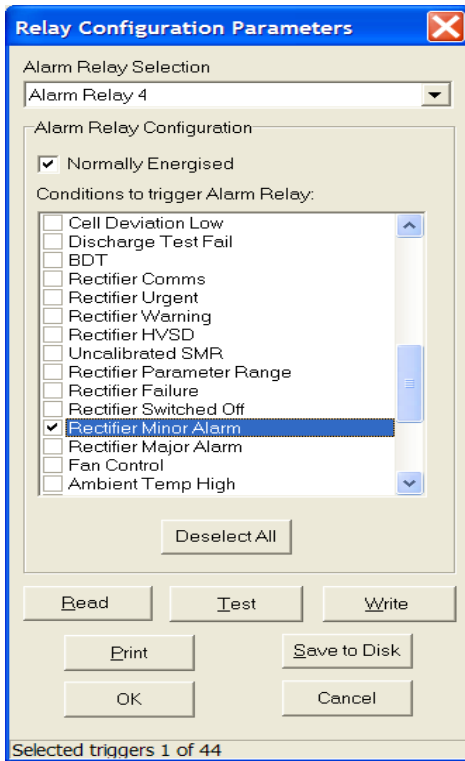 Relay Configuration Parameters
Alarm Relay Selection
Alarm Relay 4
Alarm Relay Configuration
Normally Energised
Conditions to trigger Alarm Relay:
Cell Deviation Low
Discharge Test Fail
BDT
Rectifier Comms
Rectifier Urgent
Rectifier Warning
Rectifier HVSD
Uncalibrated SMR
Rectifier Parameter Range
Rectifier Failure
Rectifier Switched Off
Rectifier Minor Alarm
Rectifier Major Alarm
Fan Control
Ambient Temp High
Deselect All
Read Test Write
Print Save to Disk
OK Cancel
Selected triggers 1 of 44